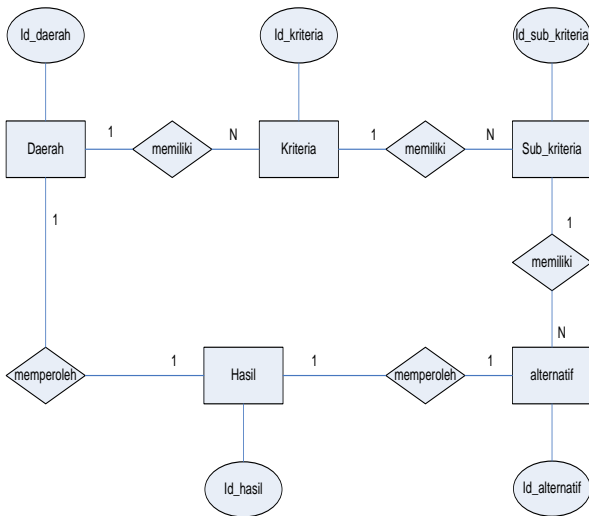 Id_daerah
Id_kriteria
Id_sub_kriteria
Daerah
1
memiliki
N
Kriteria
1
memiliki
N
Sub_kriteria
1
1
memiliki
N
memperoleh
1
Hasil
1
memperoleh
1
alternatif
Id_hasil
Id_alternatif